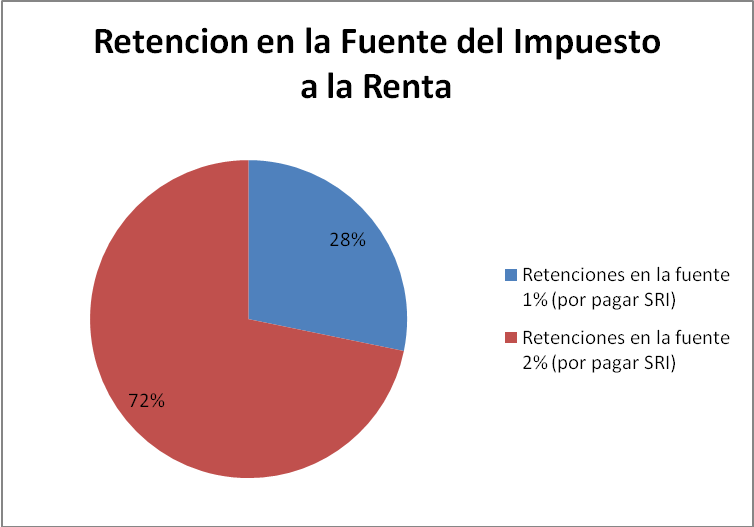 Retencion en la Fuente del Impuesto
a la Renta
28%
72%
Retenciones en la fuente
1% (por pagar SRI)
Retenciones en la fuente
2% (por pagar SRI)